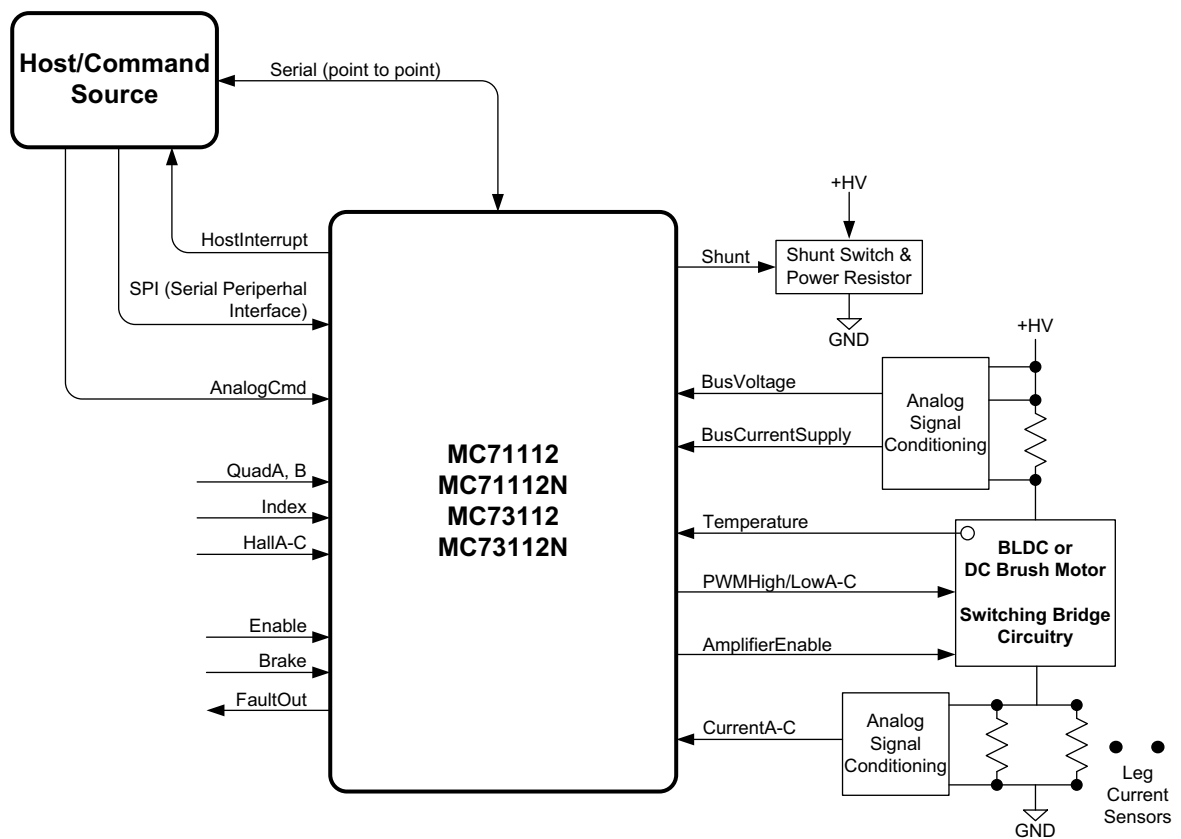 Host/Command
Source
Serial (point to point)
HostInterrupt
SPI (Serial Periperhal
Interface)
AnalogCmd
QuadA, B
Index
HallA-C
Enable
Brake
FaultOut
MC71112
MC71112N
MC73112
MC73112N
+HV
Shunt
Shunt Switch &
Power Resistor
GND
+HV
BusVoltage
BusCurrentSupply
Analog
Signal
Conditioning
Temperature
PWMHigh/LowA-C
AmplifierEnable
BLDC or
DC Brush Motor
Switching Bridge
Circuitry
CurrentA-C
Analog
Signal
Conditioning
Leg
Current
Sensors
GND